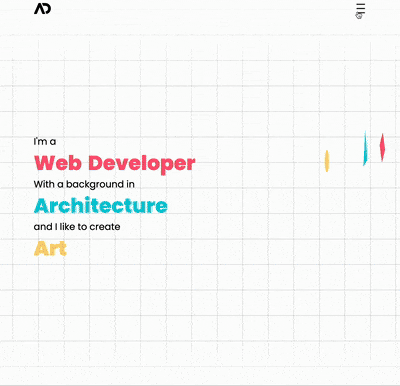 AD
I'm a
Web Developer
With a background in
Architecture
and I like to create
Art